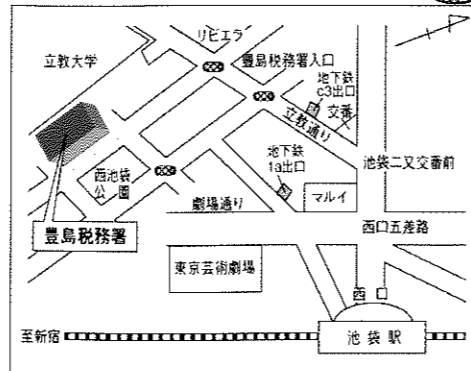 リビエラ
立教大学
豊島税務署入口
地下鉄
c3出口
交番
立教通り
地下鉄
1a出口
池袋二又交番前
西池袋
公園
劇場通り
マルイ
豊島税務署
西口五差路
東京芸術劇場
西口
至新宿
池袋駅